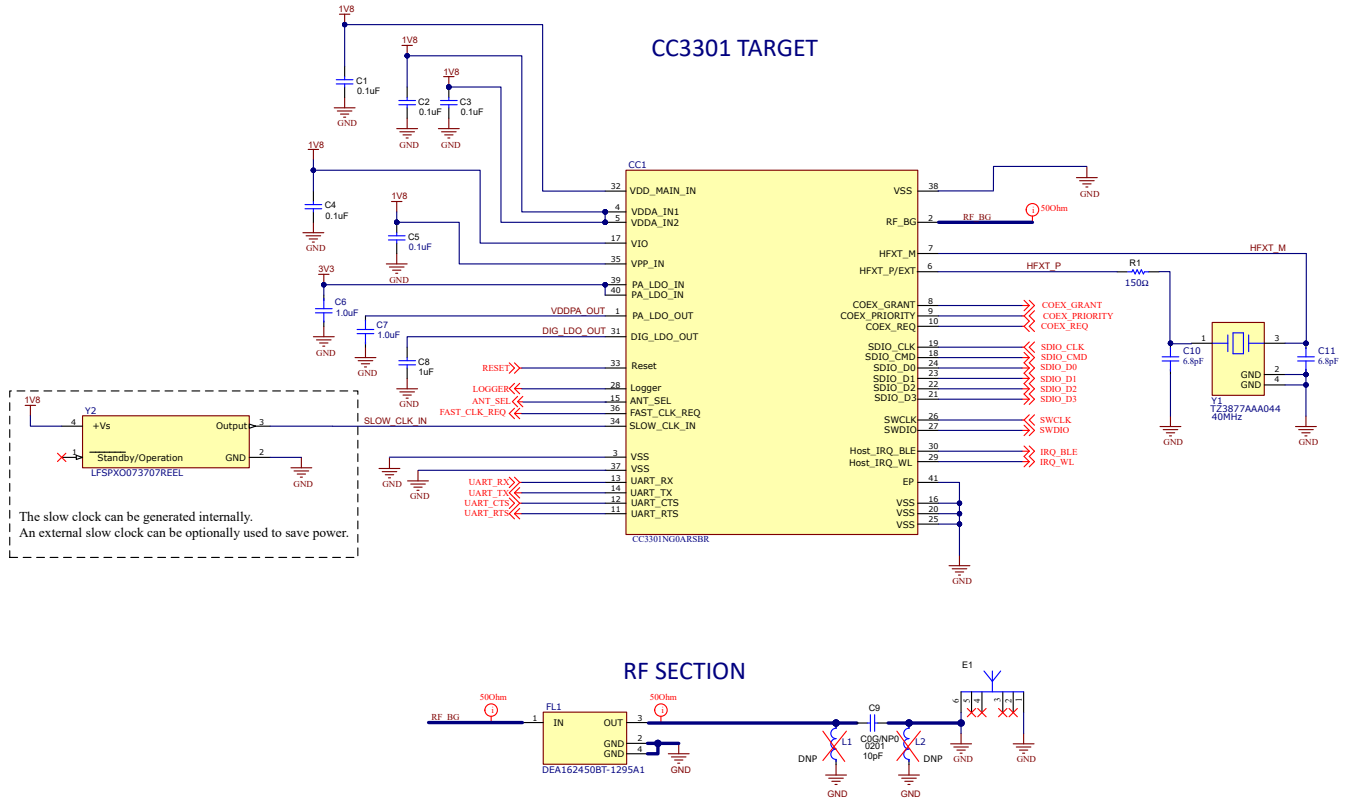 CC3301 TARGET
1V8
C1
0.1uF
GND
1V8
C2
0.1uF
GND
1V8
C3
0.1uF
GND
1V8
C4
0.1uF
GND
1V8
C5
0.1uF
GND
3V3
C6
1.0uF
GND
C7
1.0uF
GND
C8
1uF
GND
VDDPA_OUT
DIG_LDO_OUT
RESET
LOGGER
ANT_SEL
FAST_CLK_REQ
SLOW_CLK_IN
GND
GND
UART_RX
UART_TX
UART_CTS
UART_RTS
CC1
32 VDD_MAIN_IN
4 VDDA_IN1
5 VDDA_IN2
17 VIO
35 VPP_IN
39 PA_LDO_IN
40 PA_LDO_IN
1 PA_LDO_OUT
31 DIG_LDO_OUT
33 Reset
28 Logger
15 ANT_SEL
36 FAST_CLK_REQ
34 SLOW_CLK_IN
3 VSS
37 VSS
13 UART_RX
14 UART_TX
12 UART_CTS
11 UART_RTS
VSS 38
RF_BG 2
HFXT_M 7
HFXT_P/EXT 6
COEX_GRANT 8
COEX_PRIORITY 9
COEX_REQ 10
SDIO_CLK 19
SDIO_CMD 18
SDIO_D0 24
SDIO_D1 23
SDIO_D2 22
SDIO_D3 21
SWCLK 26
SWDIO 27
Host_IRQ_BLE 30
Host_IRQ_WL 29
EP 41
VSS 16
VSS 20
VSS 25
CC3301NG0ARSBR
GND
RF_BG
50Ohm
HFXT_M
HFXT_P
R1
150Ω
COEX_GRANT
COEX_PRIORITY
COEX_REQ
SDIO_CLK
SDIO_CMD
SDIO_D0
SDIO_D1
SDIO_D2
SDIO_D3
SWCLK
SWDIO
IRQ_BLE
IRQ_WL
GND
C10
6.8pF
GND
1
3
GND 2
GND 4
Y1
TZ3877AAA044
40MHz
C11
6.8pF
GND
1V8
Y2
4 +Vs
Output 3
1 Standby/Operation
GND 2
LFSPXO073707REEL
GND
The slow clock can be generated internally.
An external slow clock can be optionally used to save power.
RF SECTION
RF_BG
50Ohm
FL1
1 IN
OUT 3
GND 2
GND 4
DEA162450BT-1295A1
50Ohm
GND
L1
DNP
GND
C9
C0G/NP0
0201
10pF
L2
DNP
GND
E1
6
5
4
3
2
1
GND
GND